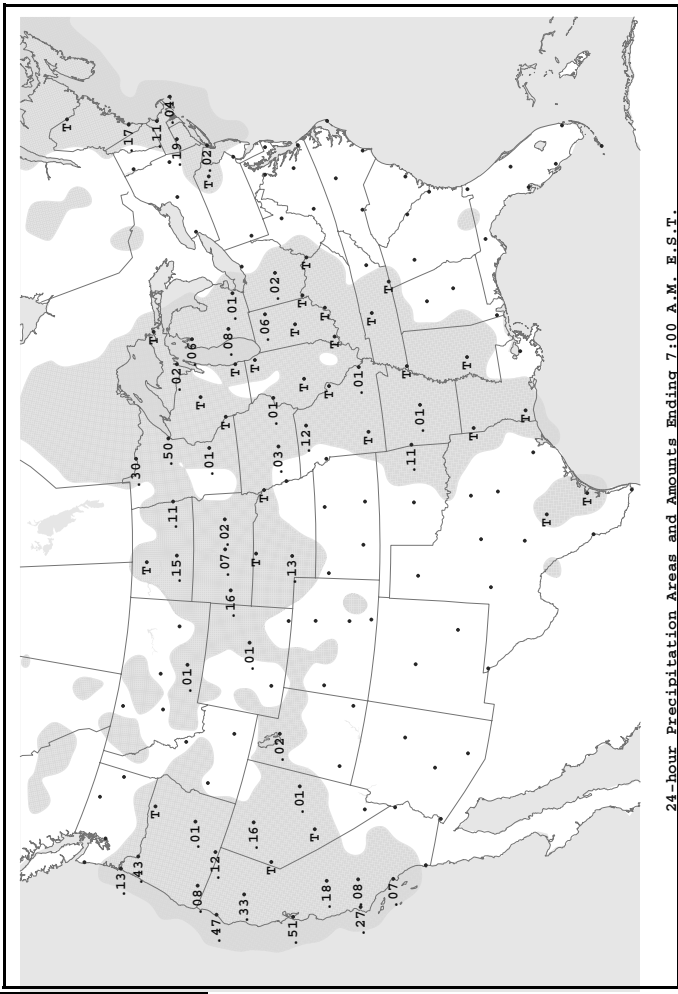 T
.13
.17
.43
.30
T
T
T
.11
.50
.04
.11
.15
.19
.02
.01
.06
.01
.08
T
.02
T
.01
.12
.47
T
.07 .02
.08
.16
.01
T
.33
.01
.16
T
T
T
.06
T
.01
.02
.03
.02
.13
.51
T
.01
T
T
.12
T
T
T
.18
T
T
.08
.01
.27
T
T
T
.07
T
.11
.01
T
T
T
T
T
24-hour Precipitation Areas and Amounts Ending 7:00 A.M. E.S.T.